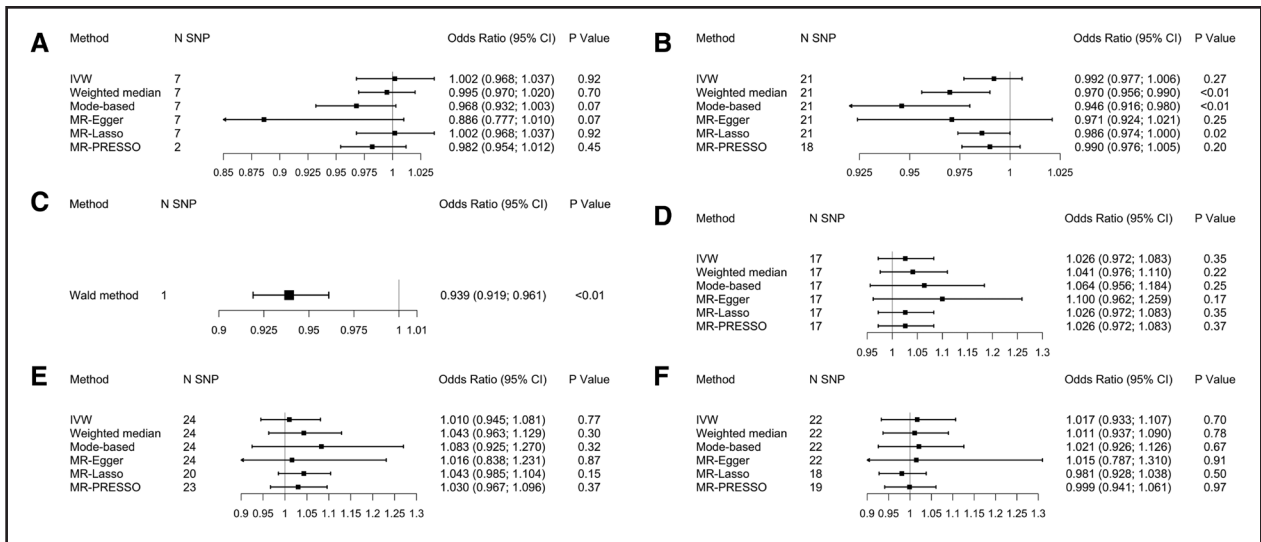 A Method N SNP Odds Ratio (95% CI) P Value
IVW 7 1.002 (0.968; 1.037) 0.92
Weighted median 7 0.995 (0.970; 1.020) 0.70
Mode-based 7 0.968 (0.932; 1.003) 0.07
MR-Egger 7 0.886 (0.777; 1.010) 0.07
MR-Lasso 7 1.002 (0.968; 1.037) 0.92
MR-PRESSO 2 0.982 (0.954; 1.012) 0.45
0.85 0.875 0.9 0.925 0.95 0.975 1 1.025
B Method N SNP Odds Ratio (95% CI) P Value
IVW 21 0.992 (0.977; 1.006) 0.27
Weighted median 21 0.970 (0.956; 0.990) <0.01
Mode-based 21 0.946 (0.916; 0.980) <0.01
MR-Egger 21 0.971 (0.924; 1.021) 0.25
MR-Lasso 21 0.986 (0.974; 1.000) 0.02
MR-PRESSO 18 0.990 (0.976; 1.005) 0.20
0.925 0.95 0.975 1 1.025
C Method N SNP Odds Ratio (95% CI) P Value
Wald method 1 0.939 (0.919; 0.961) <0.01
0.9 0.925 0.95 0.975 1 1.01
D Method N SNP Odds Ratio (95% CI) P Value
IVW 17 1.026 (0.972; 1.083) 0.35
Weighted median 17 1.041 (0.976; 1.110) 0.22
Mode-based 17 1.064 (0.956; 1.184) 0.25
MR-Egger 17 1.100 (0.962; 1.259) 0.17
MR-Lasso 17 1.026 (0.972; 1.083) 0.35
MR-PRESSO 17 1.026 (0.972; 1.083) 0.37
0.95 1 1.05 1.1 1.15 1.2 1.25 1.3
E Method N SNP Odds Ratio (95% CI) P Value
IVW 24 1.010 (0.945; 1.081) 0.77
Weighted median 24 1.043 (0.963; 1.129) 0.30
Mode-based 24 1.083 (0.925; 1.270) 0.32
MR-Egger 24 1.016 (0.838; 1.231) 0.87
MR-Lasso 20 1.043 (0.985; 1.104) 0.15
MR-PRESSO 23 1.030 (0.967; 1.096) 0.37
0.9 0.95 1 1.05 1.1 1.15 1.2 1.25 1.3
F Method N SNP Odds Ratio (95% CI) P Value
IVW 22 1.017 (0.933; 1.107) 0.70
Weighted median 22 1.011 (0.937; 1.090) 0.78
Mode-based 22 1.021 (0.926; 1.126) 0.67
MR-Egger 22 1.015 (0.787; 1.310) 0.91
MR-Lasso 18 0.981 (0.928; 1.038) 0.50
MR-PRESSO 19 0.999 (0.941; 1.061) 0.97
0.9 0.95 1 1.05 1.1 1.15 1.2 1.25 1.3